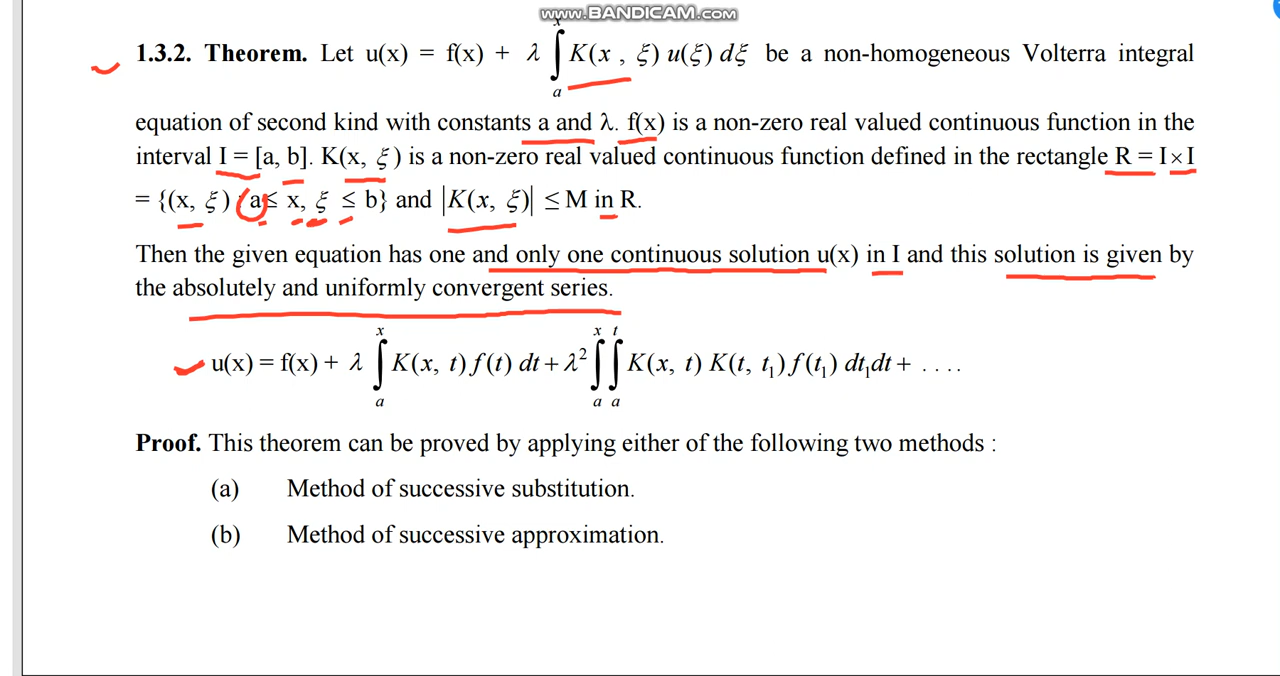 www.BANDICAM.com
1.3.2. Theorem. Let u(x) = f(x) + λ ∫ₐˣ K(x , ξ) u(ξ) dξ be a non-homogeneous Volterra integral
equation of second kind with constants a and λ. f(x) is a non-zero real valued continuous function in the
interval I = [a, b]. K(x, ξ) is a non-zero real valued continuous function defined in the rectangle R = I × I
= {(x, ξ) : a ≤ x, ξ ≤ b} and |K(x, ξ)| ≤ M in R.
Then the given equation has one and only one continuous solution u(x) in I and this solution is given by
the absolutely and uniformly convergent series.
u(x) = f(x) + λ ∫ₐˣ K(x, t) f(t) dt + λ² ∫ₐˣ ∫ₐᵗ K(x, t) K(t, t₁) f(t₁) dt₁dt + . . . .
Proof. This theorem can be proved by applying either of the following two methods :
(a) Method of successive substitution.
(b) Method of successive approximation.